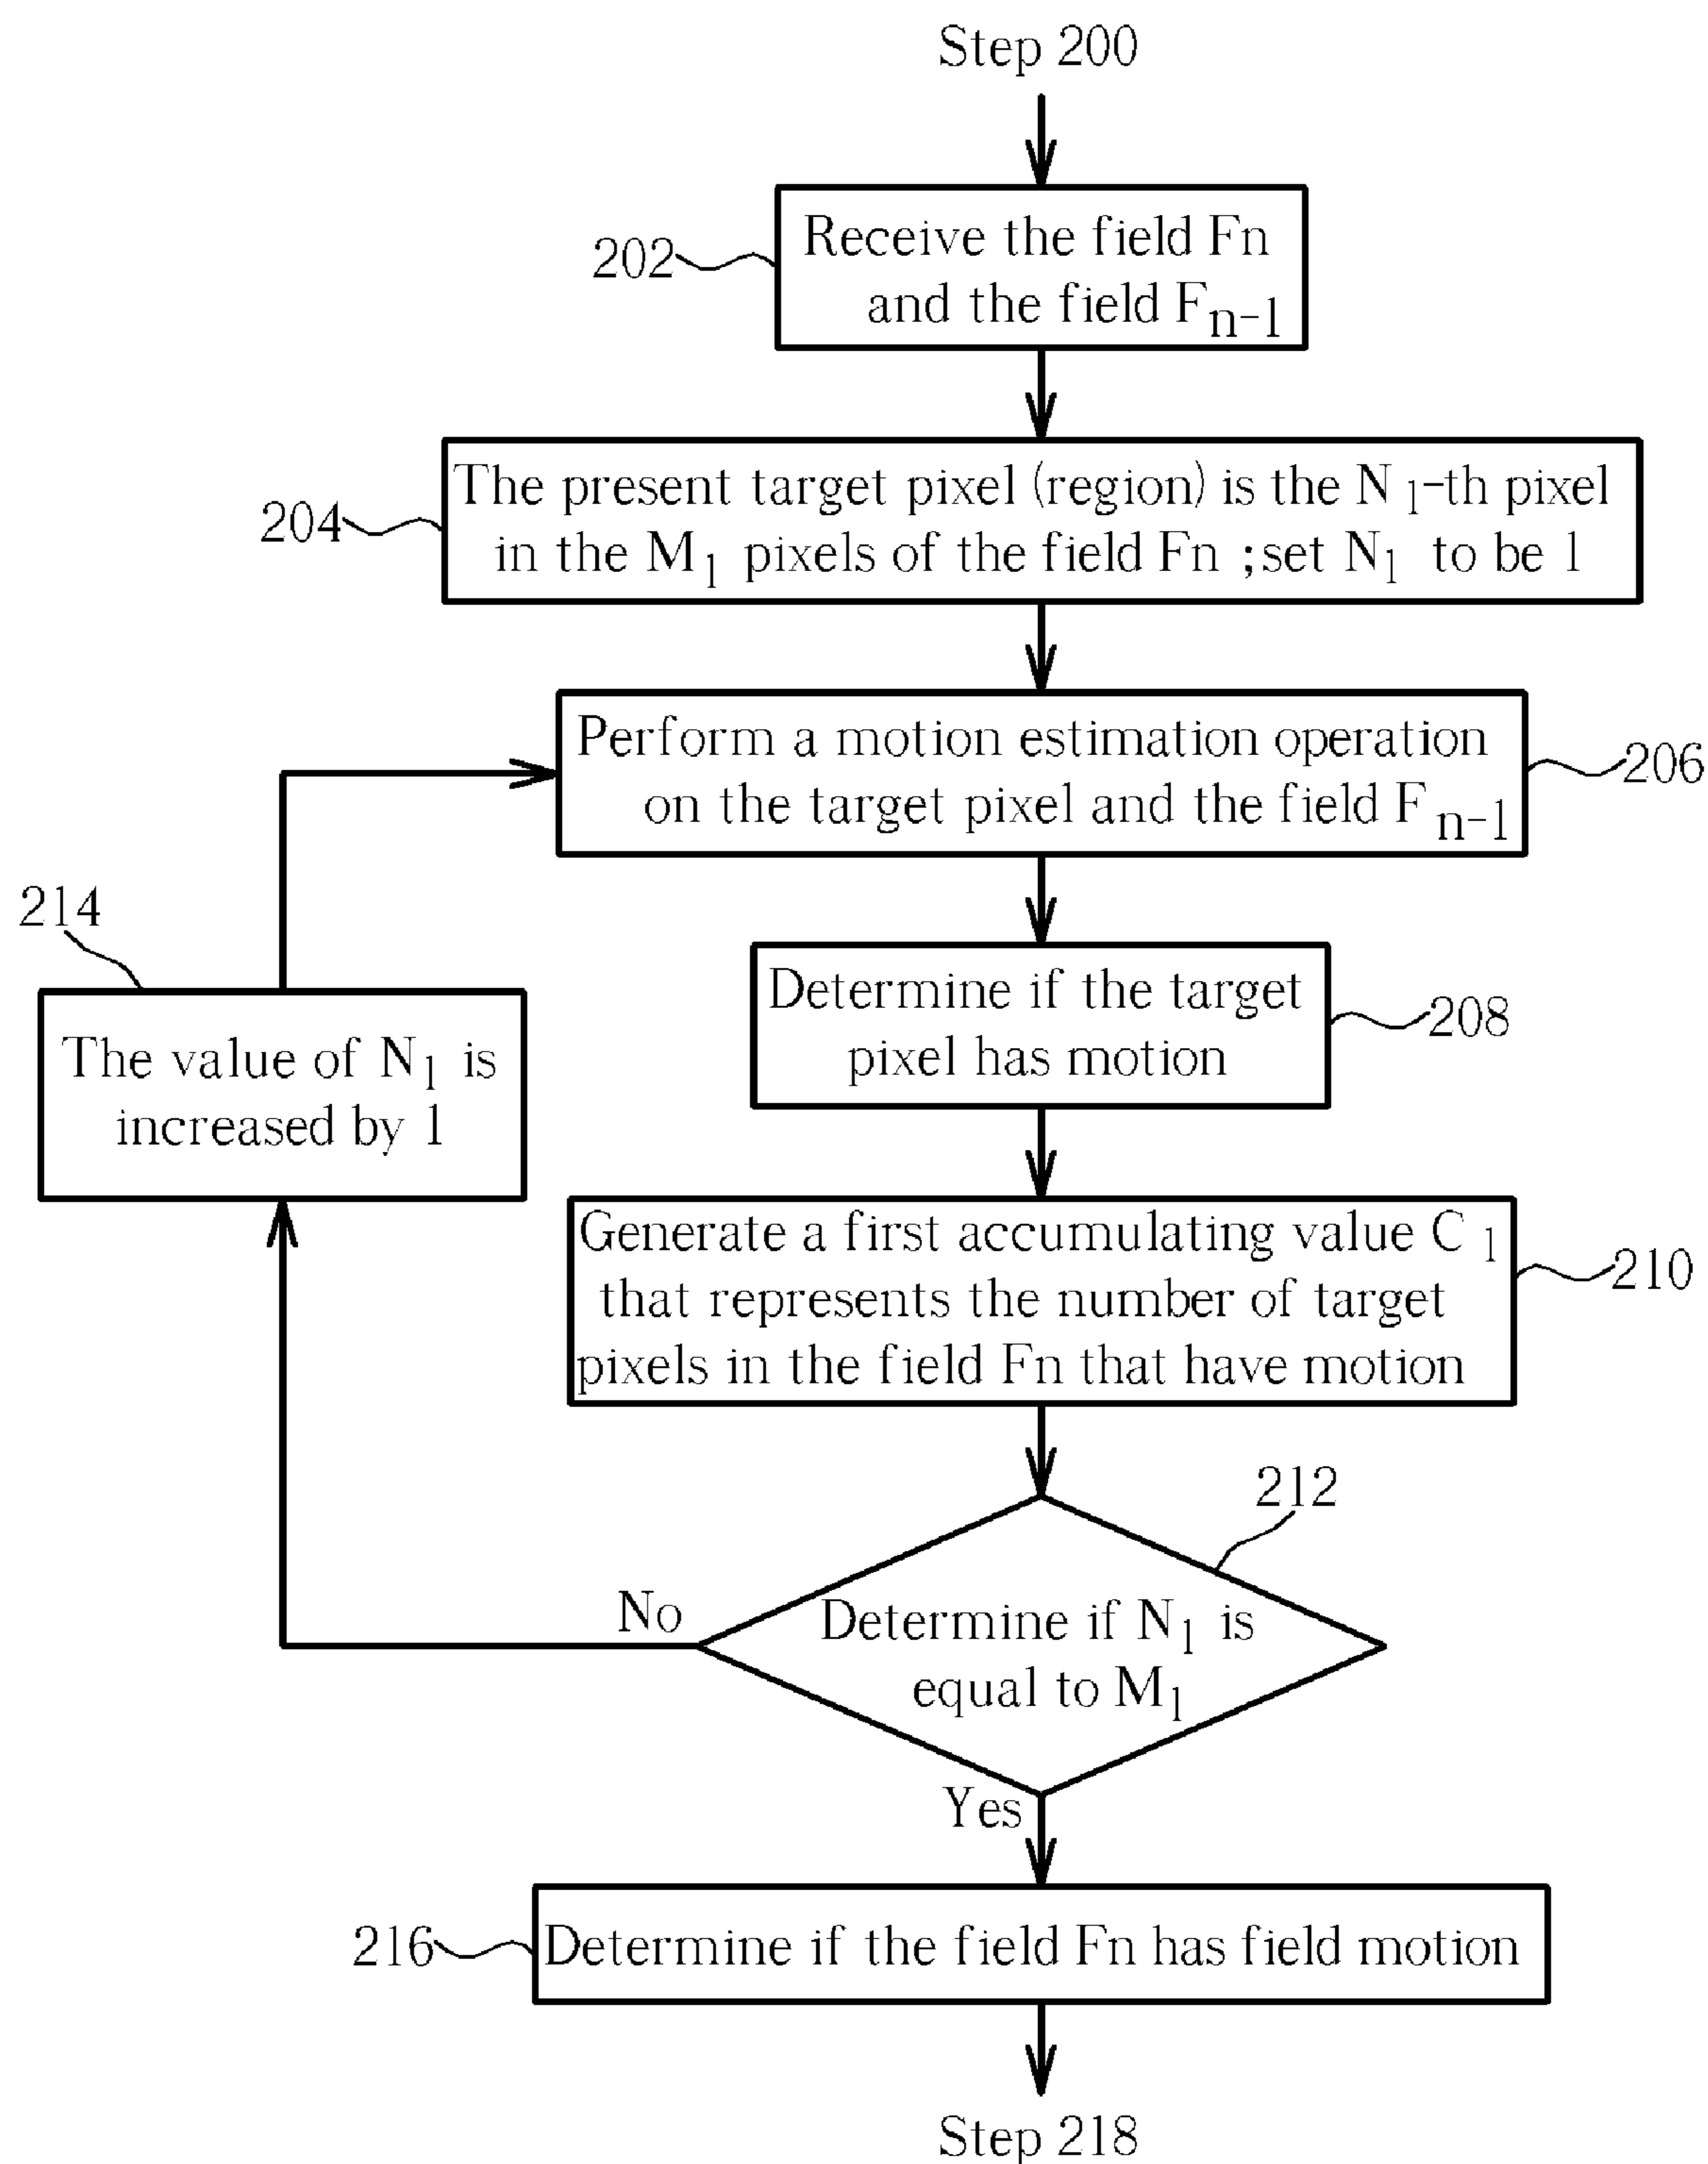 Step 200
202
Receive the field Fn
and the field Fn-1
204
The present target pixel (region) is the N1-th pixel
in the M1 pixels of the field Fn ;set N1 to be 1
Perform a motion estimation operation
on the target pixel and the field Fn-1
206
214
The value of N1 is
increased by 1
Determine if the target
pixel has motion
208
Generate a first accumulating value C1
that represents the number of target
pixels in the field Fn that have motion
210
212
No
Determine if N1 is
equal to M1
Yes
216
Determine if the field Fn has field motion
Step 218